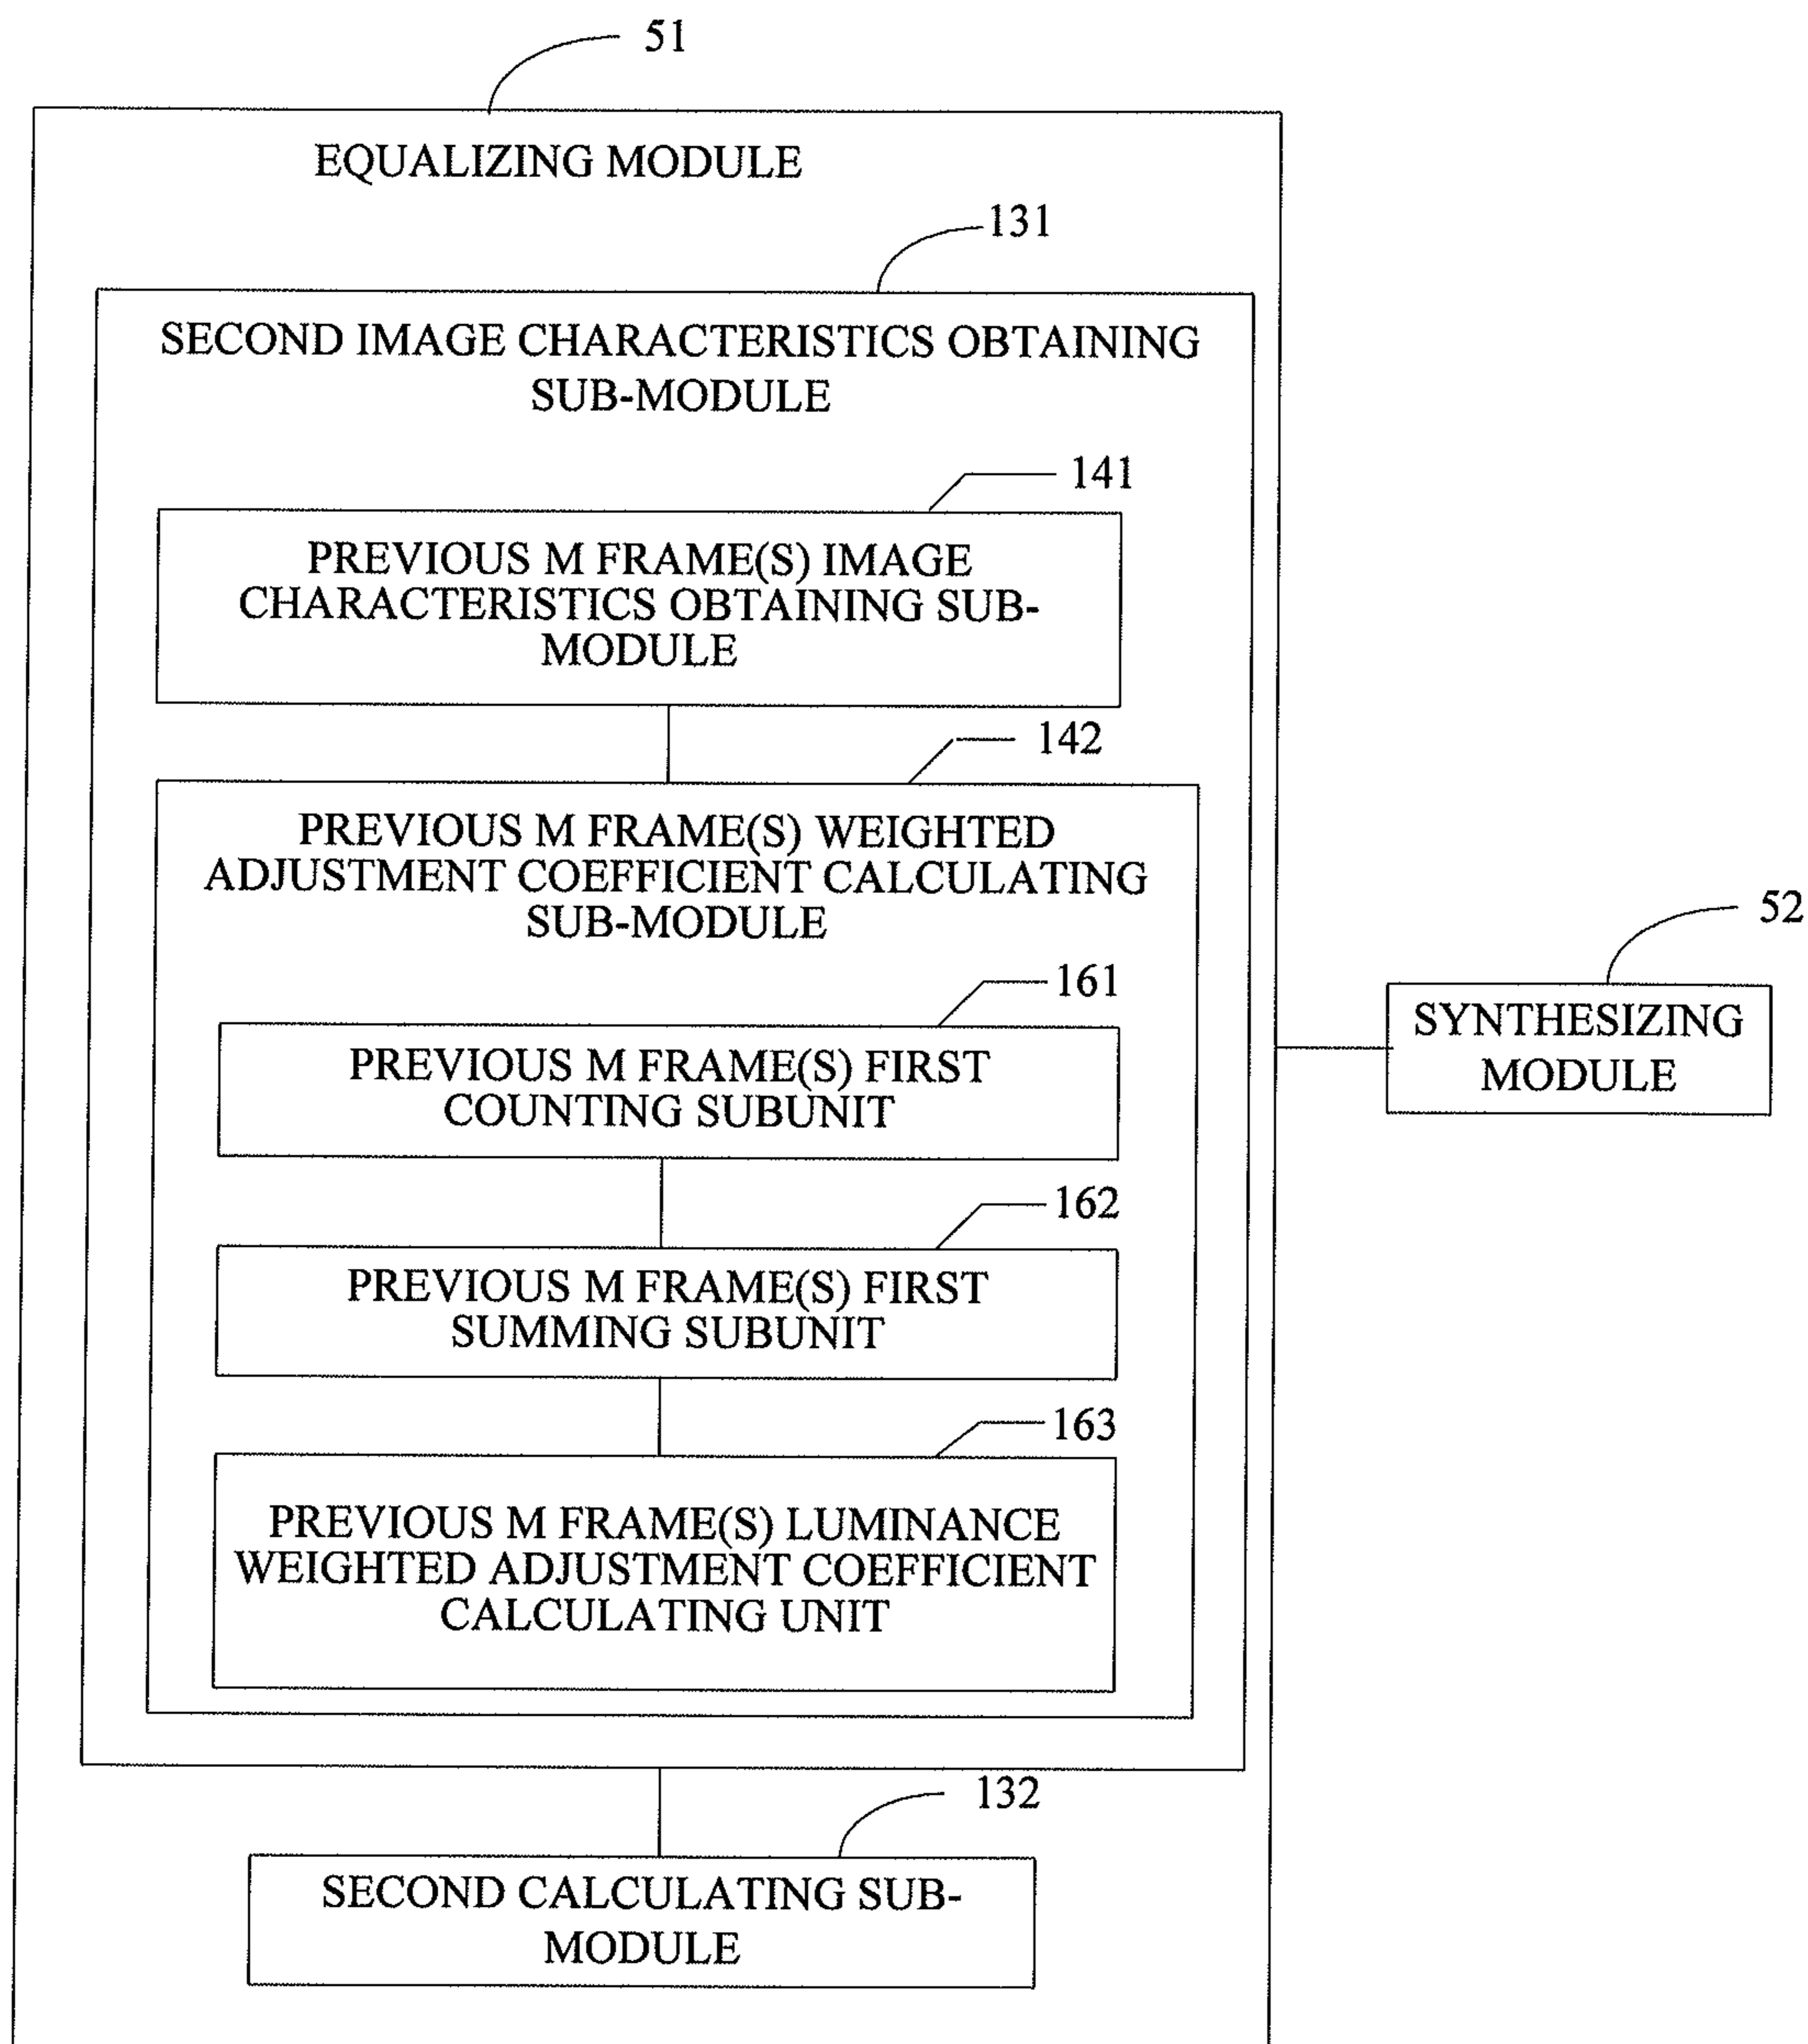 51
EQUALIZING MODULE
131
SECOND IMAGE CHARACTERISTICS OBTAINING
SUB-MODULE
141
PREVIOUS M FRAME(S) IMAGE
CHARACTERISTICS OBTAINING SUB-
MODULE
142
PREVIOUS M FRAME(S) WEIGHTED
ADJUSTMENT COEFFICIENT CALCULATING
SUB-MODULE
52
161
SYNTHESIZING
MODULE
PREVIOUS M FRAME(S) FIRST
COUNTING SUBUNIT
162
PREVIOUS M FRAME(S) FIRST
SUMMING SUBUNIT
163
PREVIOUS M FRAME(S) LUMINANCE
WEIGHTED ADJUSTMENT COEFFICIENT
CALCULATING UNIT
132
SECOND CALCULATING SUB-
MODULE